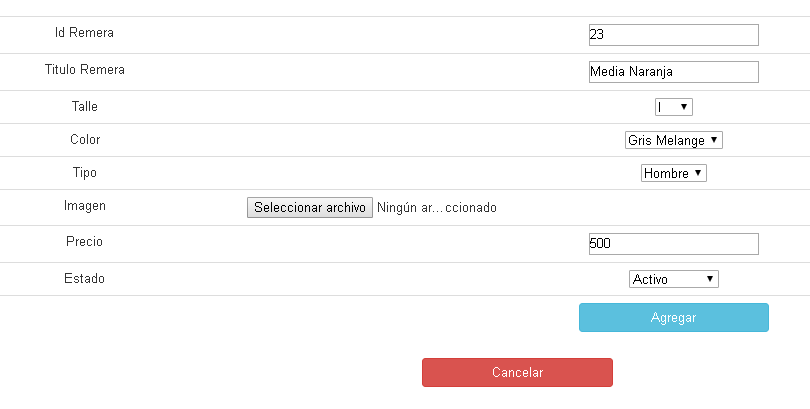 Id Remera 23
Titulo Remera Media Naranja
Talle l
Color Gris Melange
Tipo Hombre
Imagen Seleccionar archivo Ningún ar...ccionado
Precio 500
Estado Activo
Agregar
Cancelar